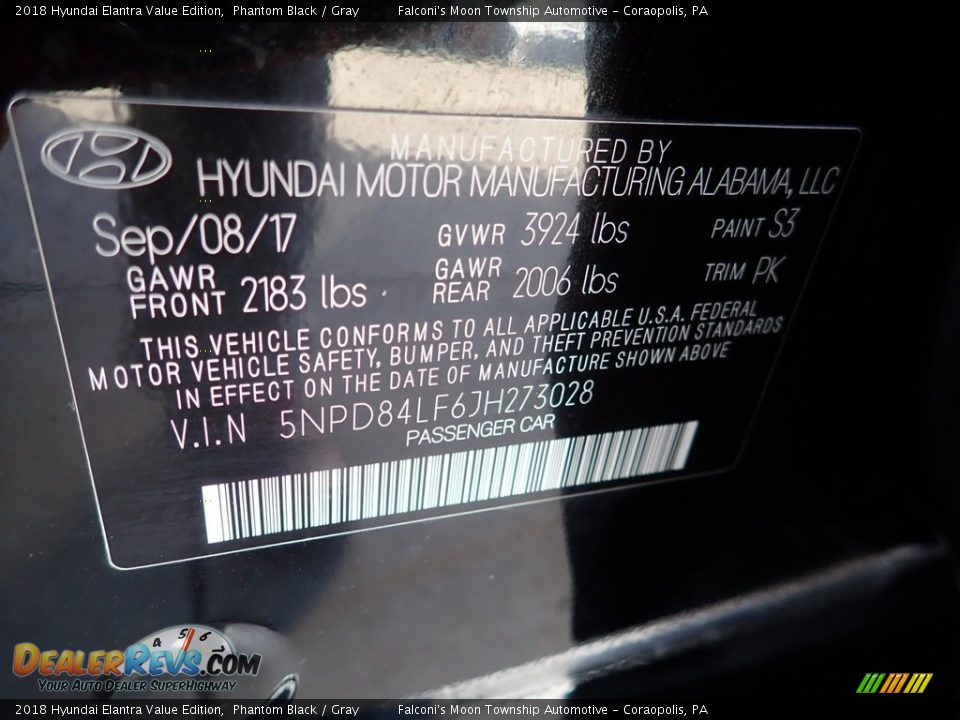 2018 Hyundai Elantra Value Edition, Phantom Black / Gray Falconi's Moon Township Automotive - Coraopolis, PA
MANUFACTURED BY
HYUNDAI MOTOR MANUFACTURING ALABAMA, LLC
Sep/08/17 GVWR 3924 lbs PAINT S3
GAWR FRONT 2183 lbs GAWR REAR 2006 lbs TRIM PK
THIS VEHICLE CONFORMS TO ALL APPLICABLE U.S.A. FEDERAL
MOTOR VEHICLE SAFETY, BUMPER, AND THEFT PREVENTION STANDARDS
IN EFFECT ON THE DATE OF MANUFACTURE SHOWN ABOVE
V.I.N 5NPD84LF6JH273028
PASSENGER CAR
4 5 6 7
DealerRevs.com
Your Auto Dealer SuperHighway
2018 Hyundai Elantra Value Edition, Phantom Black / Gray Falconi's Moon Township Automotive - Coraopolis, PA